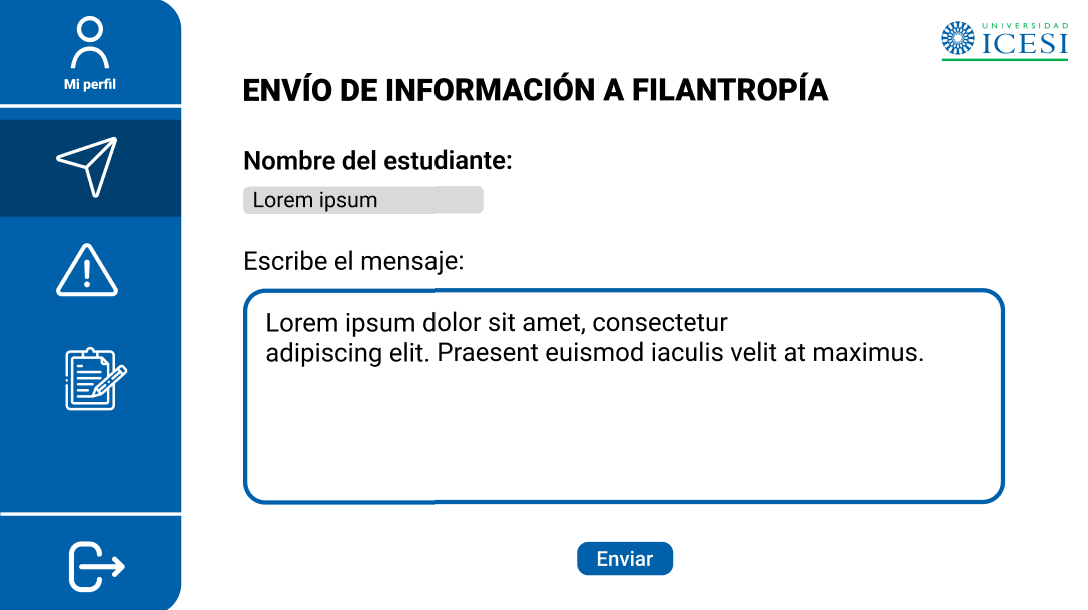 Mi perfil
UNIVERSIDAD
ICESI
ENVÍO DE INFORMACIÓN A FILANTROPÍA
Nombre del estudiante:
Lorem ipsum
Escribe el mensaje:
Lorem ipsum dolor sit amet, consectetur
adipiscing elit. Praesent euismod iaculis velit at maximus.
Enviar